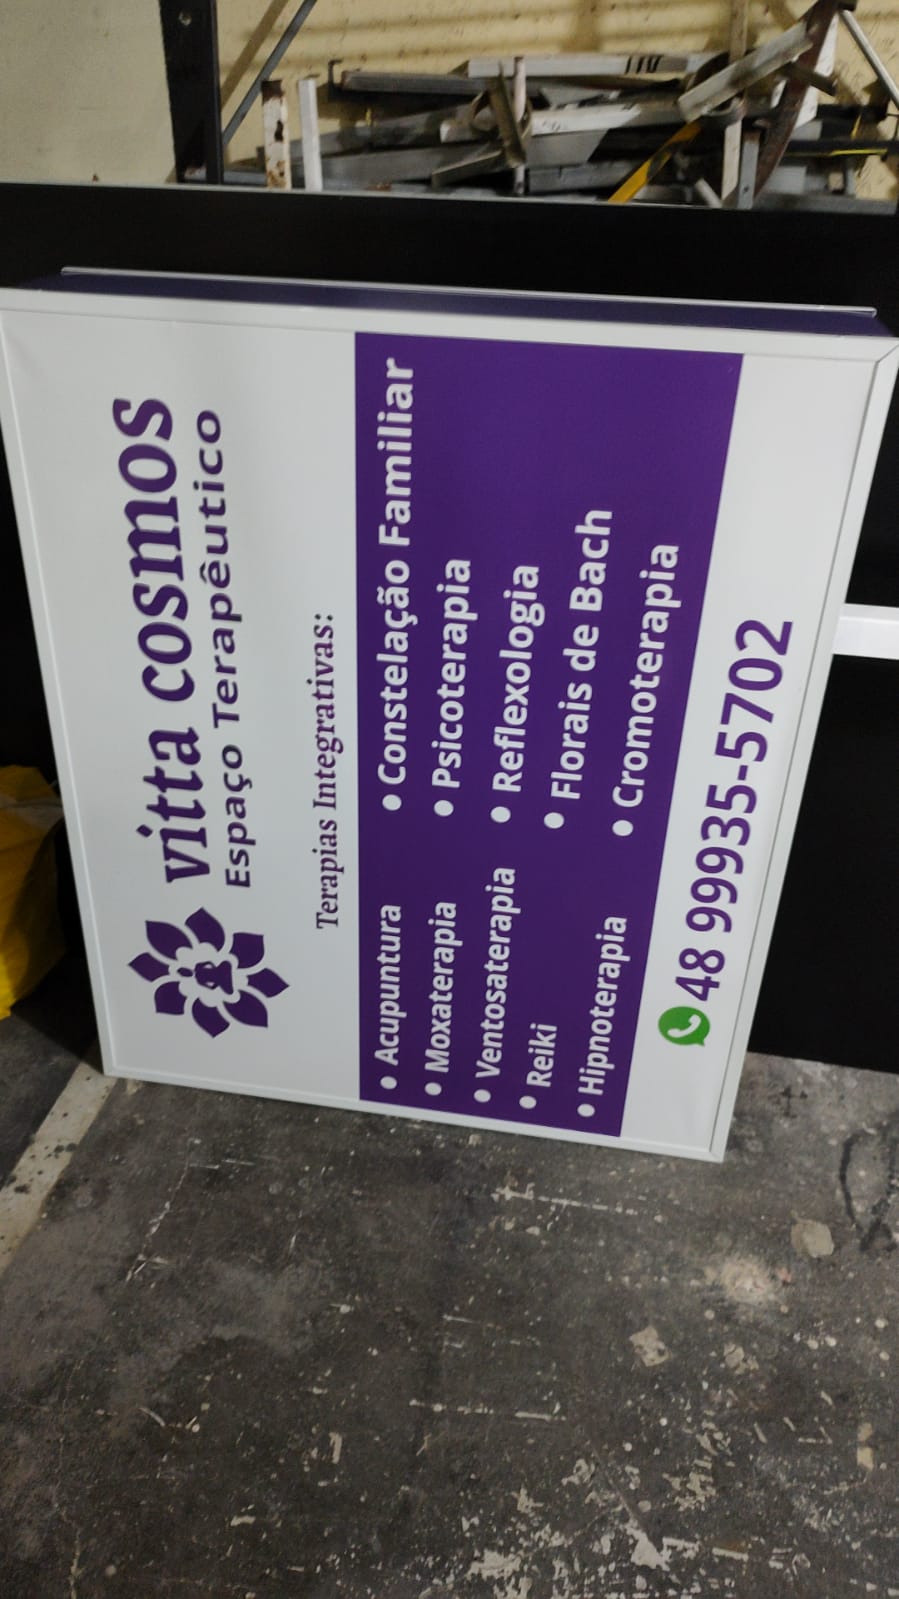 vitta cosmos
Espaço Terapêutico
Terapias Integrativas:
• Acupuntura
• Moxaterapia
• Ventosaterapia
• Reiki
• Hipnoterapia
• Constelação Familiar
• Psicoterapia
• Reflexologia
• Florais de Bach
• Cromoterapia
48 99935-5702